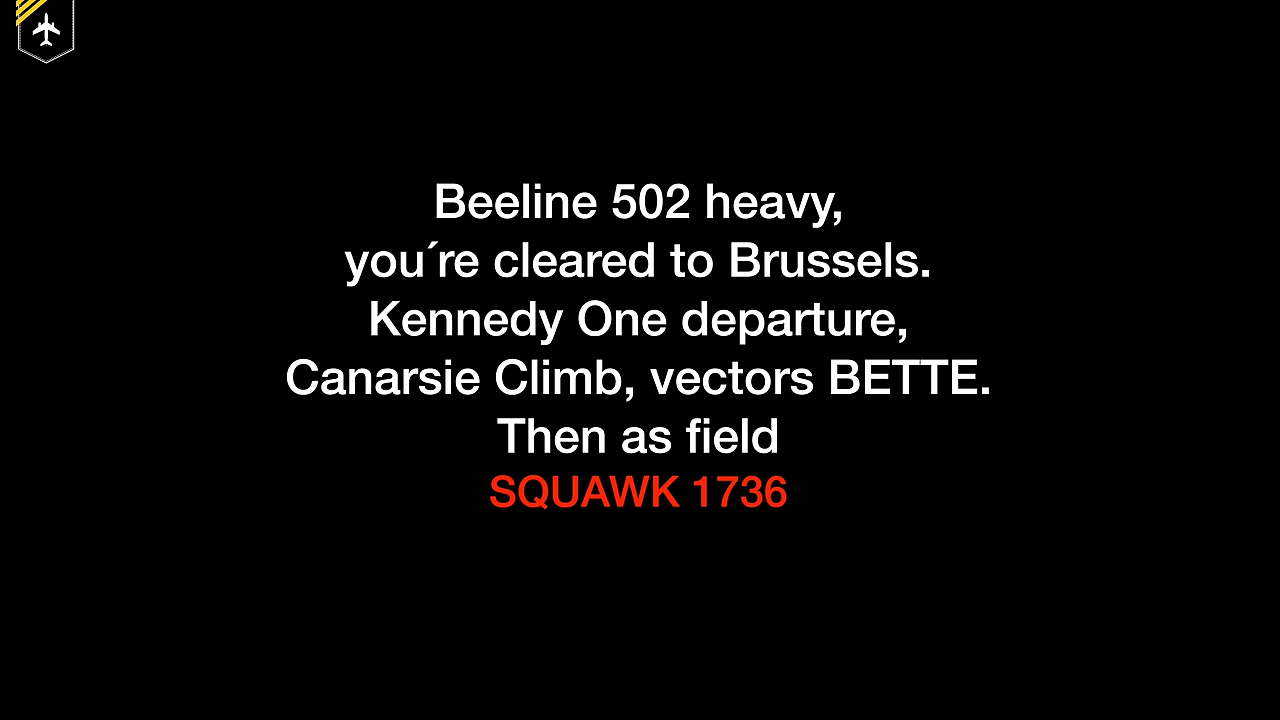 Beeline 502 heavy,
you´re cleared to Brussels.
Kennedy One departure,
Canarsie Climb, vectors BETTE.
Then as field
SQUAWK 1736